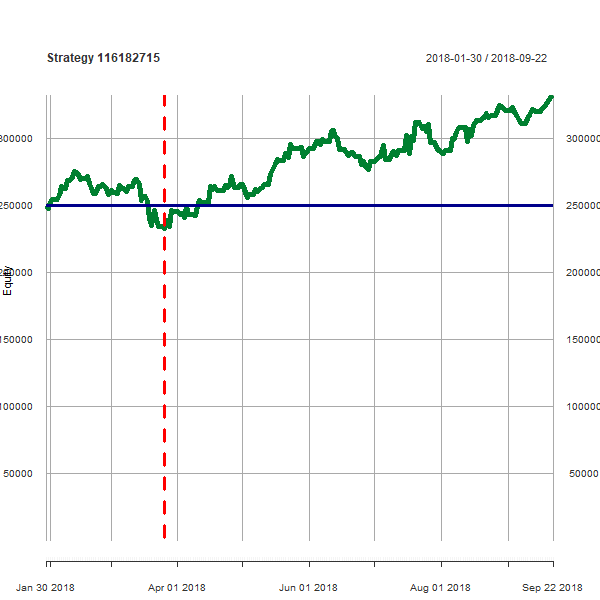 Strategy 116182715
2018-01-30 / 2018-09-22
300000 300000
250000 250000
200000 200000
Equity
150000 150000
100000 100000
50000 50000
Jan 30 2018 Apr 01 2018 Jun 01 2018 Aug 01 2018 Sep 22 2018